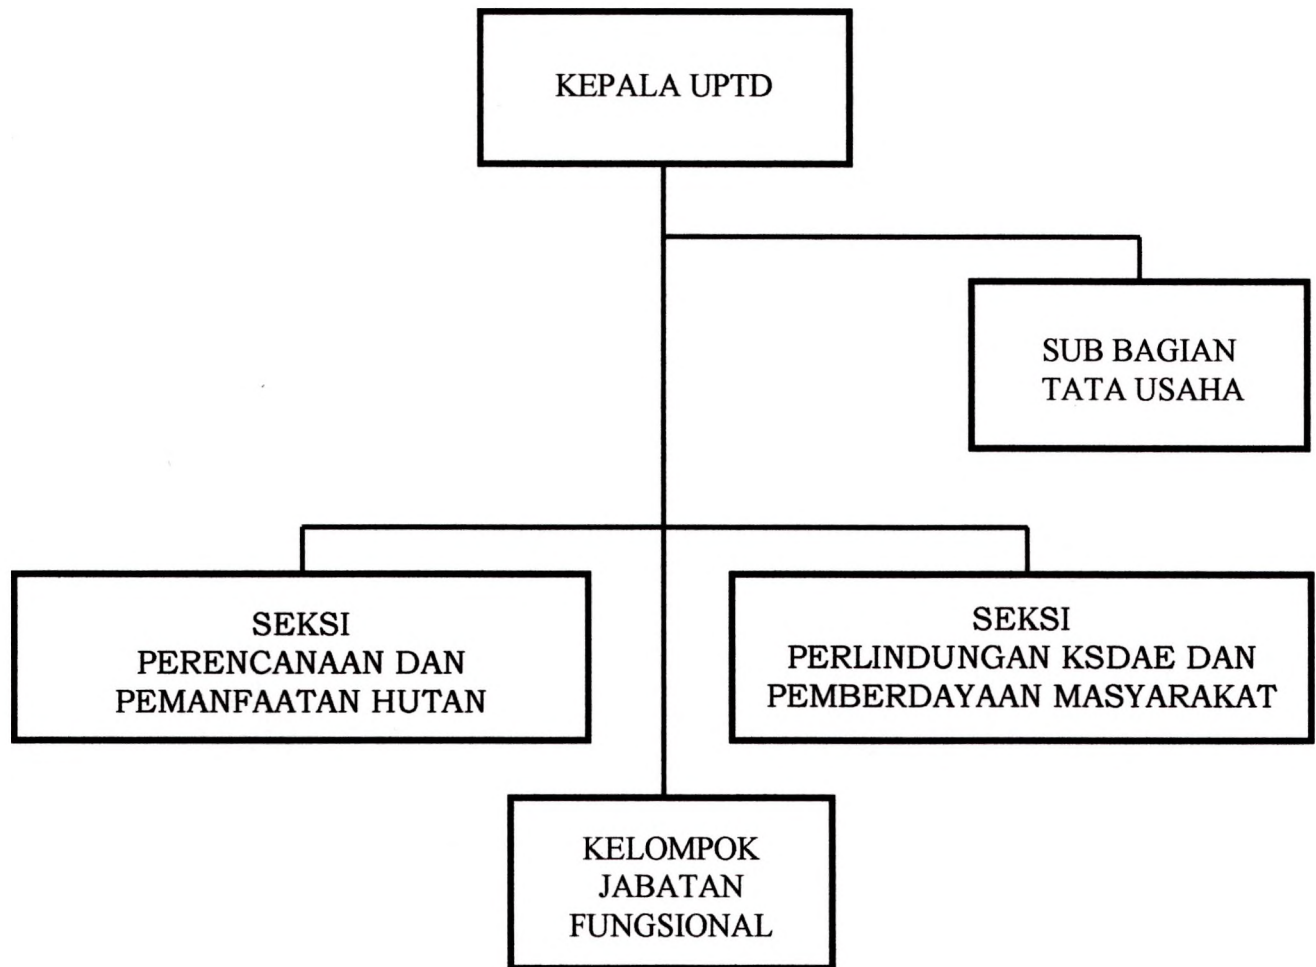 KEPALA UPTD
SUB BAGIAN
TATA USAHA
SEKSI
PERENCANAAN DAN
PEMANFAATAN HUTAN
SEKSI
PERLINDUNGAN KSDAE DAN
PEMBERDAYAAN MASYARAKAT
KELOMPOK
JABATAN
FUNGSIONAL